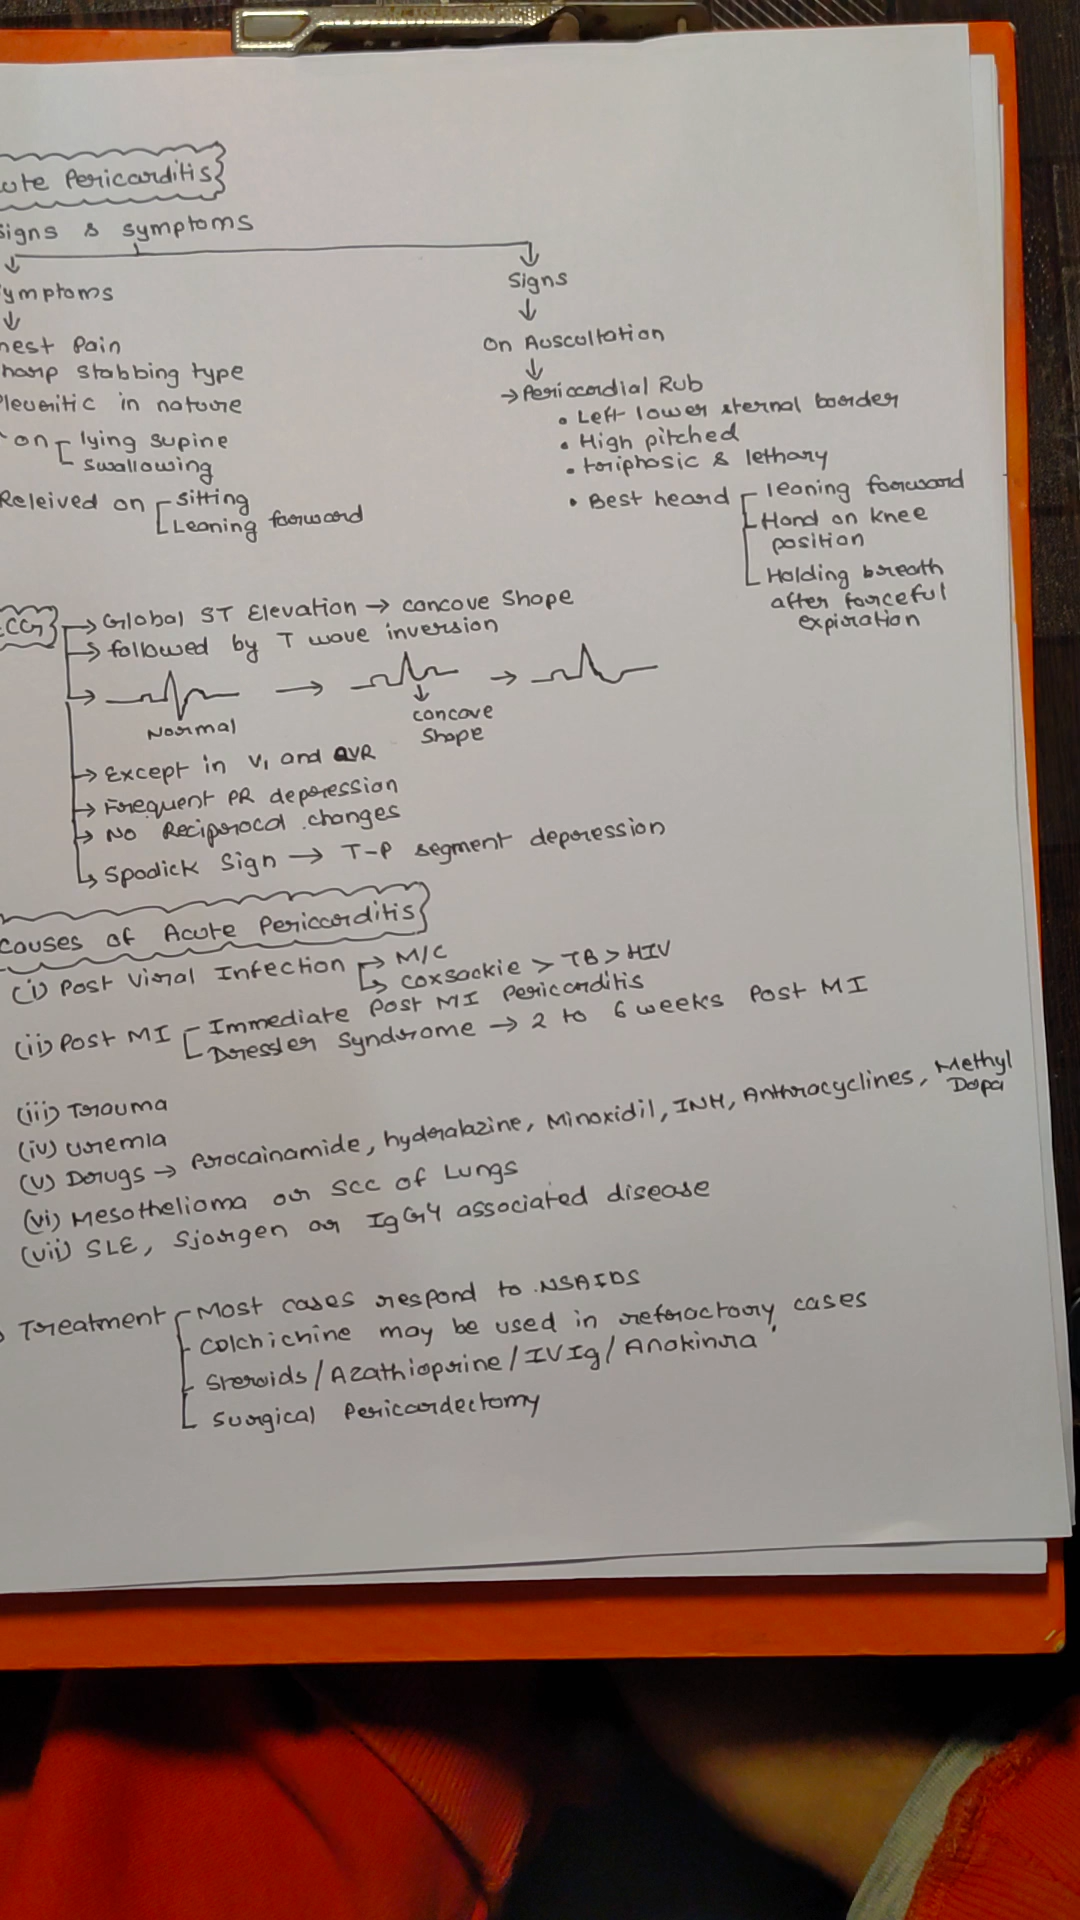 ute Pericarditis
signs & symptoms
ymptoms
Signs
hest Pain
harp stabbing type
Pleuritic in nature
on lying supine
swallowing
Releived on sitting
Leaning forward
On Auscultation
→ Pericardial Rub
• Left lower sternal boarder
• High pitched
• toriphosic & lethary
• Best heard leaning forward
Hand on knee
position
Holding breath
after forceful
expiration
ECG → Global ST Elevation → concave shape
→ followed by T wave inversion
Normal
concave
shape
→ Except in V1 and aVR
→ Frequent PR depression
→ No Reciprocal changes
→ Spodick Sign → T-P segment depression
causes of Acute Pericarditis
(i) Post Viral Infection → M/C
→ coxsackie > TB > HIV
(ii) Post MI Immediate Post MI Pericarditis
Dressler Syndrome → 2 to 6 weeks Post MI
(iii) Trauma
(iv) uremia
(v) Drugs → Procainamide, hyderalazine, Minoxidil, INH, Anthracyclines, Methyl
Dopa
(vi) Mesothelioma or SCC of Lungs
(vii) SLE, Sjorgen or IgG4 associated disease
Treatment Most cases respond to NSAIDS
Colchichine may be used in refractory cases
Steroids/Azathioprine/IVIg/Anakinra
Surgical Pericardectomy